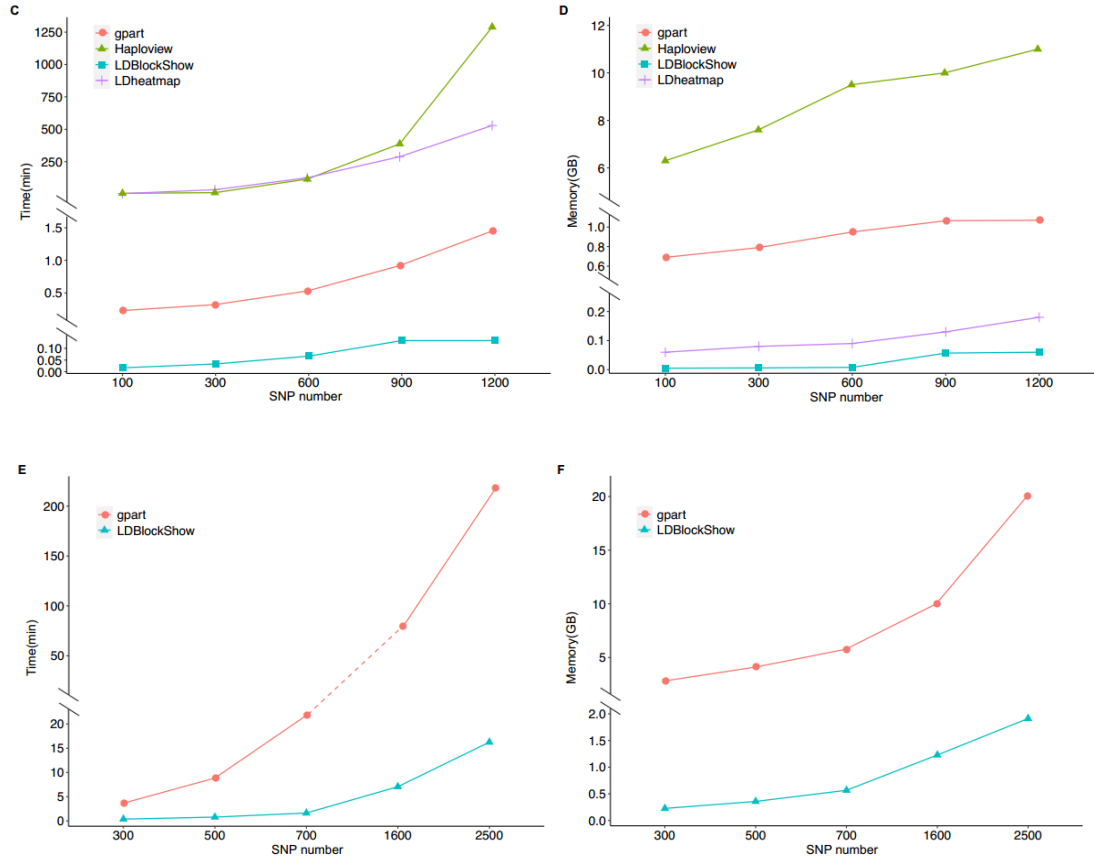 C
gpart
Haploview
LDBlockShow
LDheatmap
Time(min)
1250
1000
750
500
250
1.5
1.0
0.5
0.10
0.05
0.00
100 300 600 900 1200
SNP number
D
gpart
Haploview
LDBlockShow
LDheatmap
Memory(GB)
12
10
8
6
1.0
0.8
0.6
0.2
0.1
0.0
100 300 600 900 1200
SNP number
E
gpart
LDBlockShow
Time(min)
200
150
100
50
20
15
10
5
0
300 500 700 1600 2500
SNP number
F
gpart
LDBlockShow
Memory(GB)
20
15
10
5
2.0
1.5
1.0
0.5
0.0
300 500 700 1600 2500
SNP number